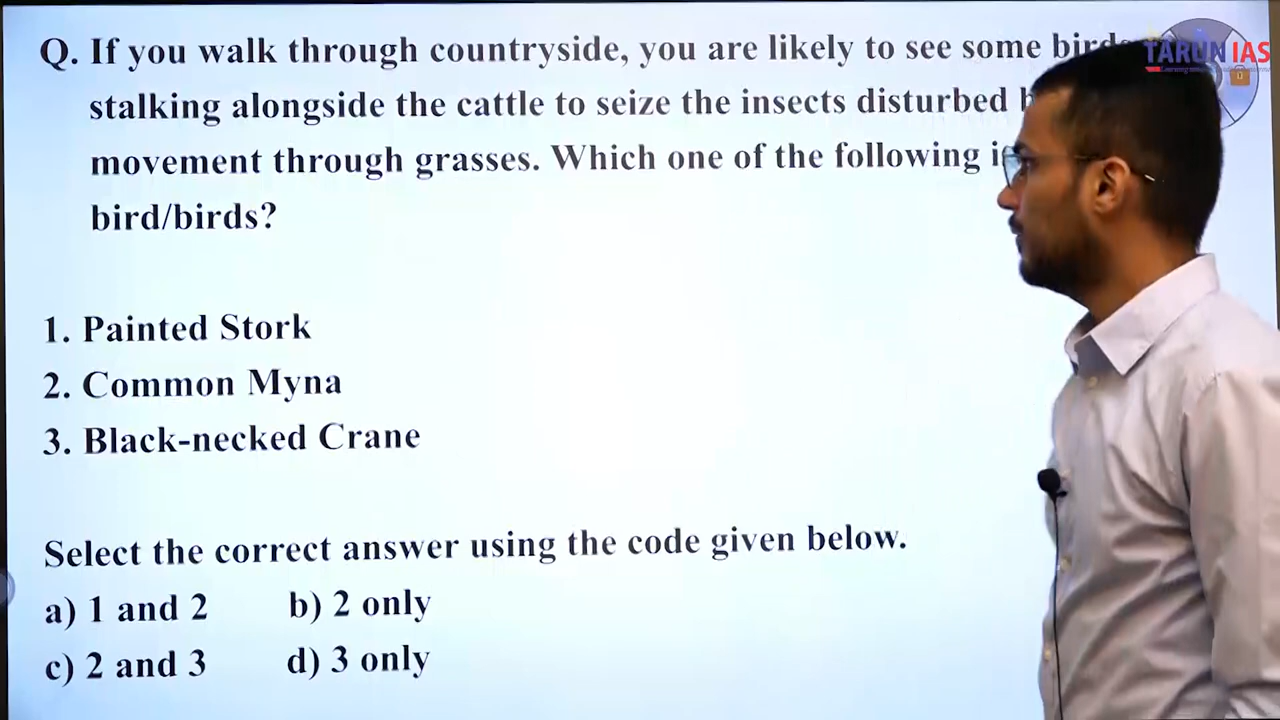 Q. If you walk through countryside, you are likely to see some
TARUN IAS
stalking alongside the cattle to seize the insects disturbed
movement through grasses. Which one of the following
bird/birds?
1. Painted Stork
2. Common Myna
3. Black-necked Crane
Select the correct answer using the code given below.
a) 1 and 2 b) 2 only
c) 2 and 3 d) 3 only